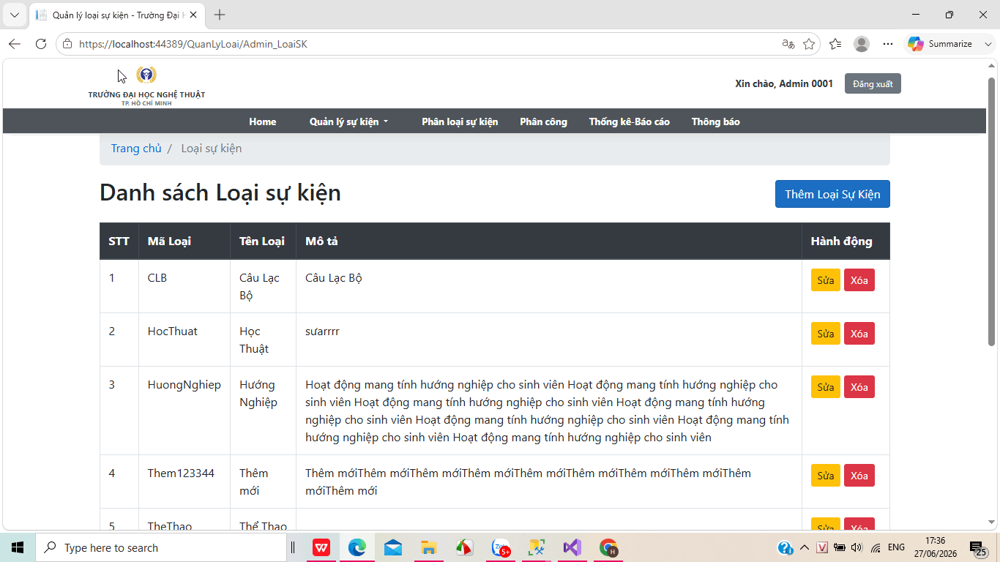 Quản lý loại sự kiện - Trường Đại H
https://localhost:44389/QuanLyLoai/Admin_LoaiSK
Summarize
TRƯỜNG ĐẠI HỌC NGHỆ THUẬT
TP. HỒ CHÍ MINH
Xin chào, Admin 0001
Đăng xuất
Home Quản lý sự kiện Phân loại sự kiện Phân công Thống kê-Báo cáo Thông báo
Trang chủ / Loại sự kiện
Danh sách Loại sự kiện
Thêm Loại Sự Kiện
STT Mã Loại Tên Loại Mô tả Hành động
1 CLB Câu Lạc Câu Lạc Bộ Sửa Xóa
Bộ
2 HocThuat Học sưarrrr Sửa Xóa
Thuật
3 HuongNghiep Hướng Hoạt động mang tính hướng nghiệp cho sinh viên Hoạt động mang tính hướng nghiệp cho Sửa Xóa
Nghiệp sinh viên Hoạt động mang tính hướng nghiệp cho sinh viên Hoạt động mang tính hướng
nghiệp cho sinh viên Hoạt động mang tính hướng nghiệp cho sinh viên Hoạt động mang tính
hướng nghiệp cho sinh viên Hoạt động mang tính hướng nghiệp cho sinh viên
4 Them123344 Thêm Thêm mớiThêm mớiThêm mớiThêm mớiThêm mớiThêm mớiThêm mớiThêm mớiThêm Sửa Xóa
mới mớiThêm mới
5 TheThao Thể Thao Sửa Xóa
Type here to search
5+
ENG
17:36
27/06/2026
25